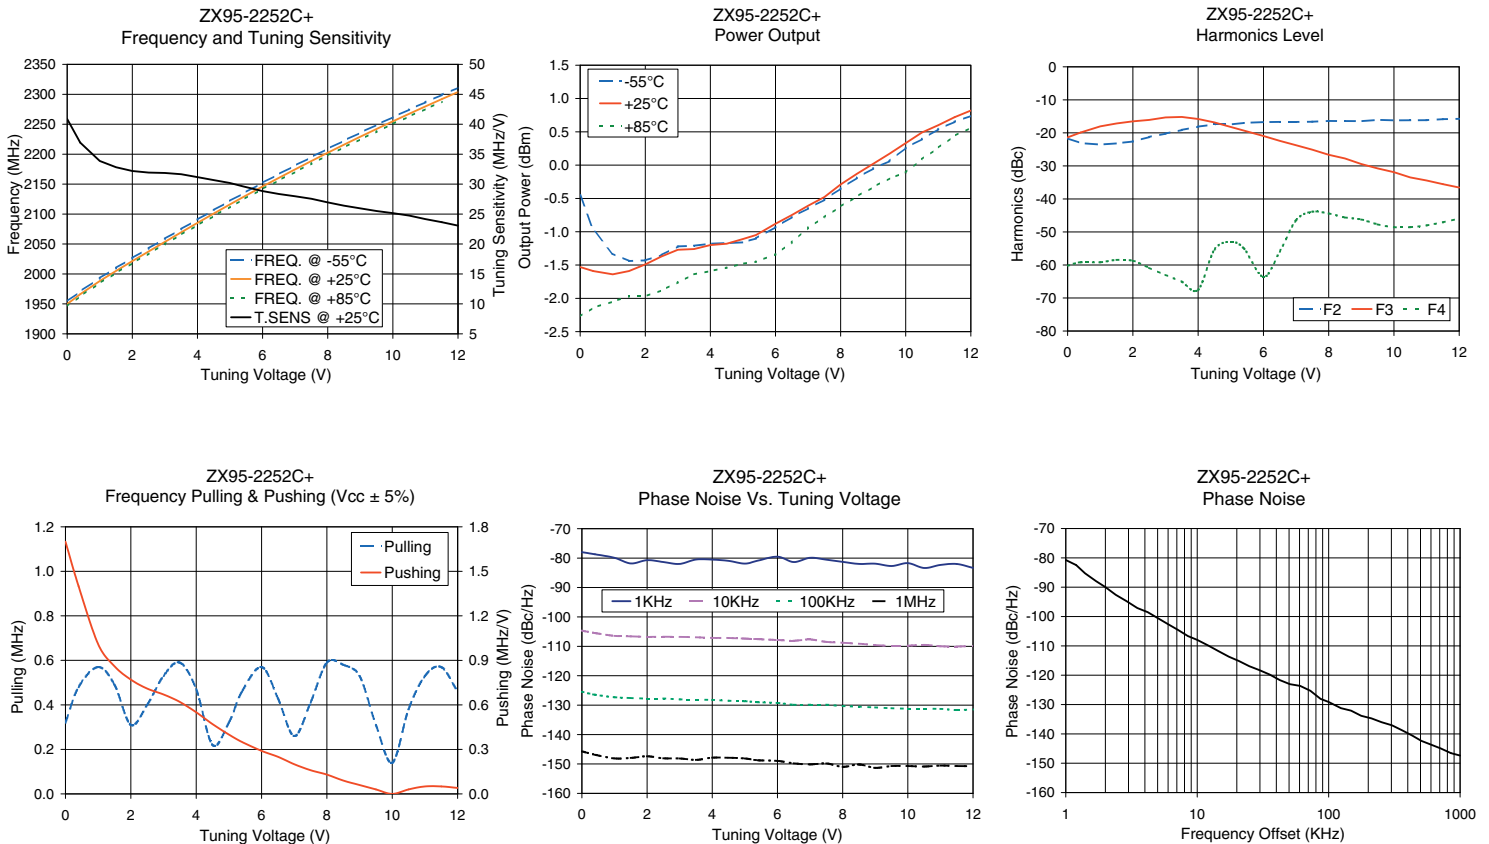 ZX95-2252C+
Frequency and Tuning Sensitivity
2350
2300
2250
2200
2150
2100
2050
2000
1950
1900
50
45
40
35
30
25
20
15
10
5
Frequency (MHz)
Tuning Sensitivity (MHz/V)
FREQ. @ -55°C
FREQ. @ +25°C
FREQ. @ +85°C
T.SENS @ +25°C
0 2 4 6 8 10 12
Tuning Voltage (V)
ZX95-2252C+
Power Output
1.5
1.0
0.5
0.0
-0.5
-1.0
-1.5
-2.0
-2.5
Output Power (dBm)
-55°C
+25°C
+85°C
0 2 4 6 8 10 12
Tuning Voltage (V)
ZX95-2252C+
Harmonics Level
0
-10
-20
-30
-40
-50
-60
-70
-80
Harmonics (dBc)
F2 F3 F4
0 2 4 6 8 10 12
Tuning Voltage (V)
ZX95-2252C+
Frequency Pulling & Pushing (Vcc ± 5%)
1.2
1.0
0.8
0.6
0.4
0.2
0.0
1.8
1.5
1.2
0.9
0.6
0.3
0.0
Pulling (MHz)
Pushing (MHz/V)
Pulling
Pushing
0 2 4 6 8 10 12
Tuning Voltage (V)
ZX95-2252C+
Phase Noise Vs. Tuning Voltage
-70
-80
-90
-100
-110
-120
-130
-140
-150
-160
Phase Noise (dBc/Hz)
1KHz 10KHz 100KHz 1MHz
0 2 4 6 8 10 12
Tuning Voltage (V)
ZX95-2252C+
Phase Noise
-70
-80
-90
-100
-110
-120
-130
-140
-150
-160
Phase Noise (dBc/Hz)
1 10 100 1000
Frequency Offset (KHz)